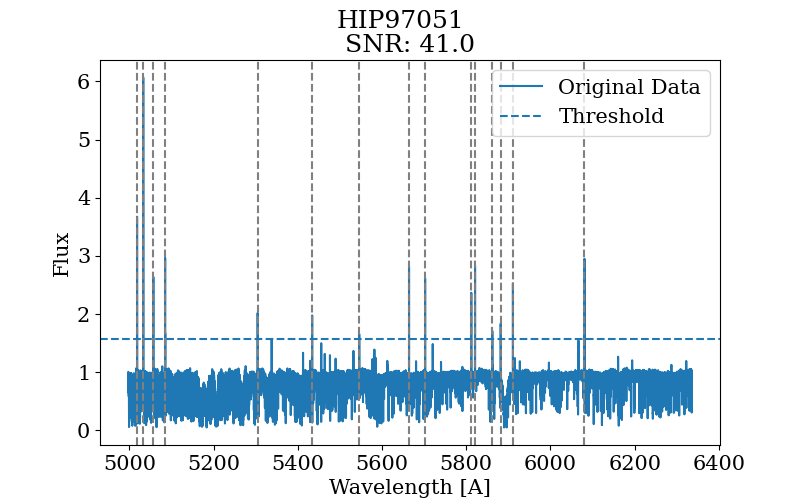 HIP97051
SNR: 41.0
Original Data
Threshold
6
5
4
3
2
1
0
Flux
5000 5200 5400 5600 5800 6000 6200 6400
Wavelength [A]